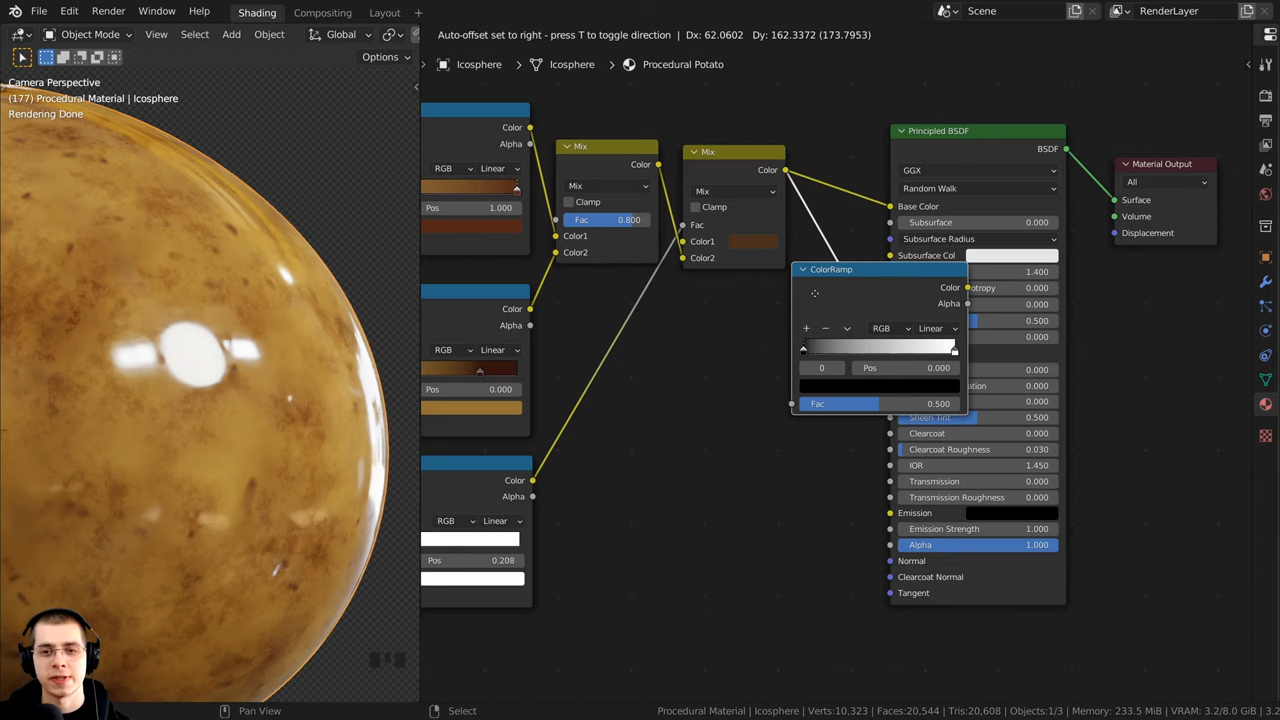 File Edit Render Window Help Shading Compositing Layout + Scene RenderLayer
Object Mode View Select Add Object Global Auto-offset set to right - press T to toggle direction | Dx: 62.0602 Dy: 162.3372 (173.7953)
Options Icosphere > Icosphere > Procedural Potato
Camera Perspective
(177) Procedural Material | Icosphere
Rendering Done
Color
Alpha
RGB Linear
Pos 1.000
Color
Alpha
RGB Linear
Pos 0.000
Color
Alpha
RGB Linear
Pos 0.208
Mix
Color
Mix
Clamp
Fac 0.800
Color1
Color2
Mix
Color
Mix
Clamp
Fac
Color1
Color2
ColorRamp
Color
Alpha
RGB Linear
0 Pos 0.000
Fac 0.500
Principled BSDF
BSDF
GGX
Random Walk
Base Color
Subsurface 0.000
Subsurface Radius
Subsurface Col
1.400
otropy 0.000
0.000
0.500
0.000
0.000
ation 0.000
0.000
Sheen Tint 0.500
Clearcoat 0.000
Clearcoat Roughness 0.030
IOR 1.450
Transmission 0.000
Transmission Roughness 0.000
Emission
Emission Strength 1.000
Alpha 1.000
Normal
Clearcoat Normal
Tangent
Material Output
All
Surface
Volume
Displacement
Pan View Select Procedural Material | Icosphere | Verts:10,323 | Faces:20,544 | Tris:20,608 | Objects:1/3 | Memory: 233.5 MiB | VRAM: 3.2/8.0 GiB | 3.